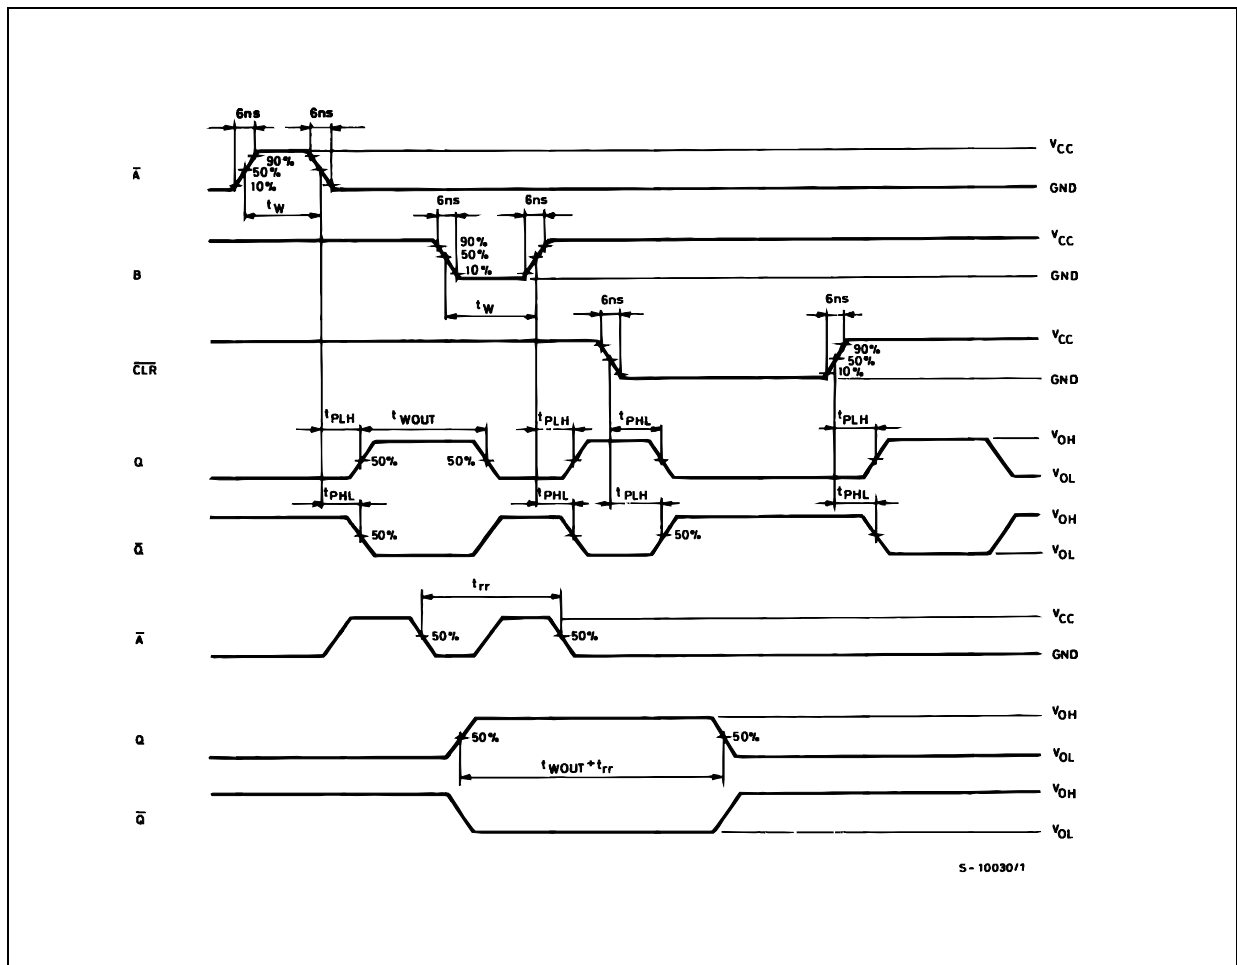 6ns 6ns
A̅ 90% 50% 10% VCC
GND
tW
6ns 6ns
B 90% 50% 10% VCC
GND
tW
6ns 6ns
C̅L̅R̅ VCC
90% 50% 10% GND
tPLH tWOUT tPLH tPHL tPLH
Q 50% 50% VOH
VOL
tPHL tPHL tPLH tPHL
Q̅ 50% 50% VOH
VOL
trr
A̅ 50% 50% VCC
GND
Q 50% 50% VOH
VOL
tWOUT + trr
Q̅ VOH
VOL
S-10030/1